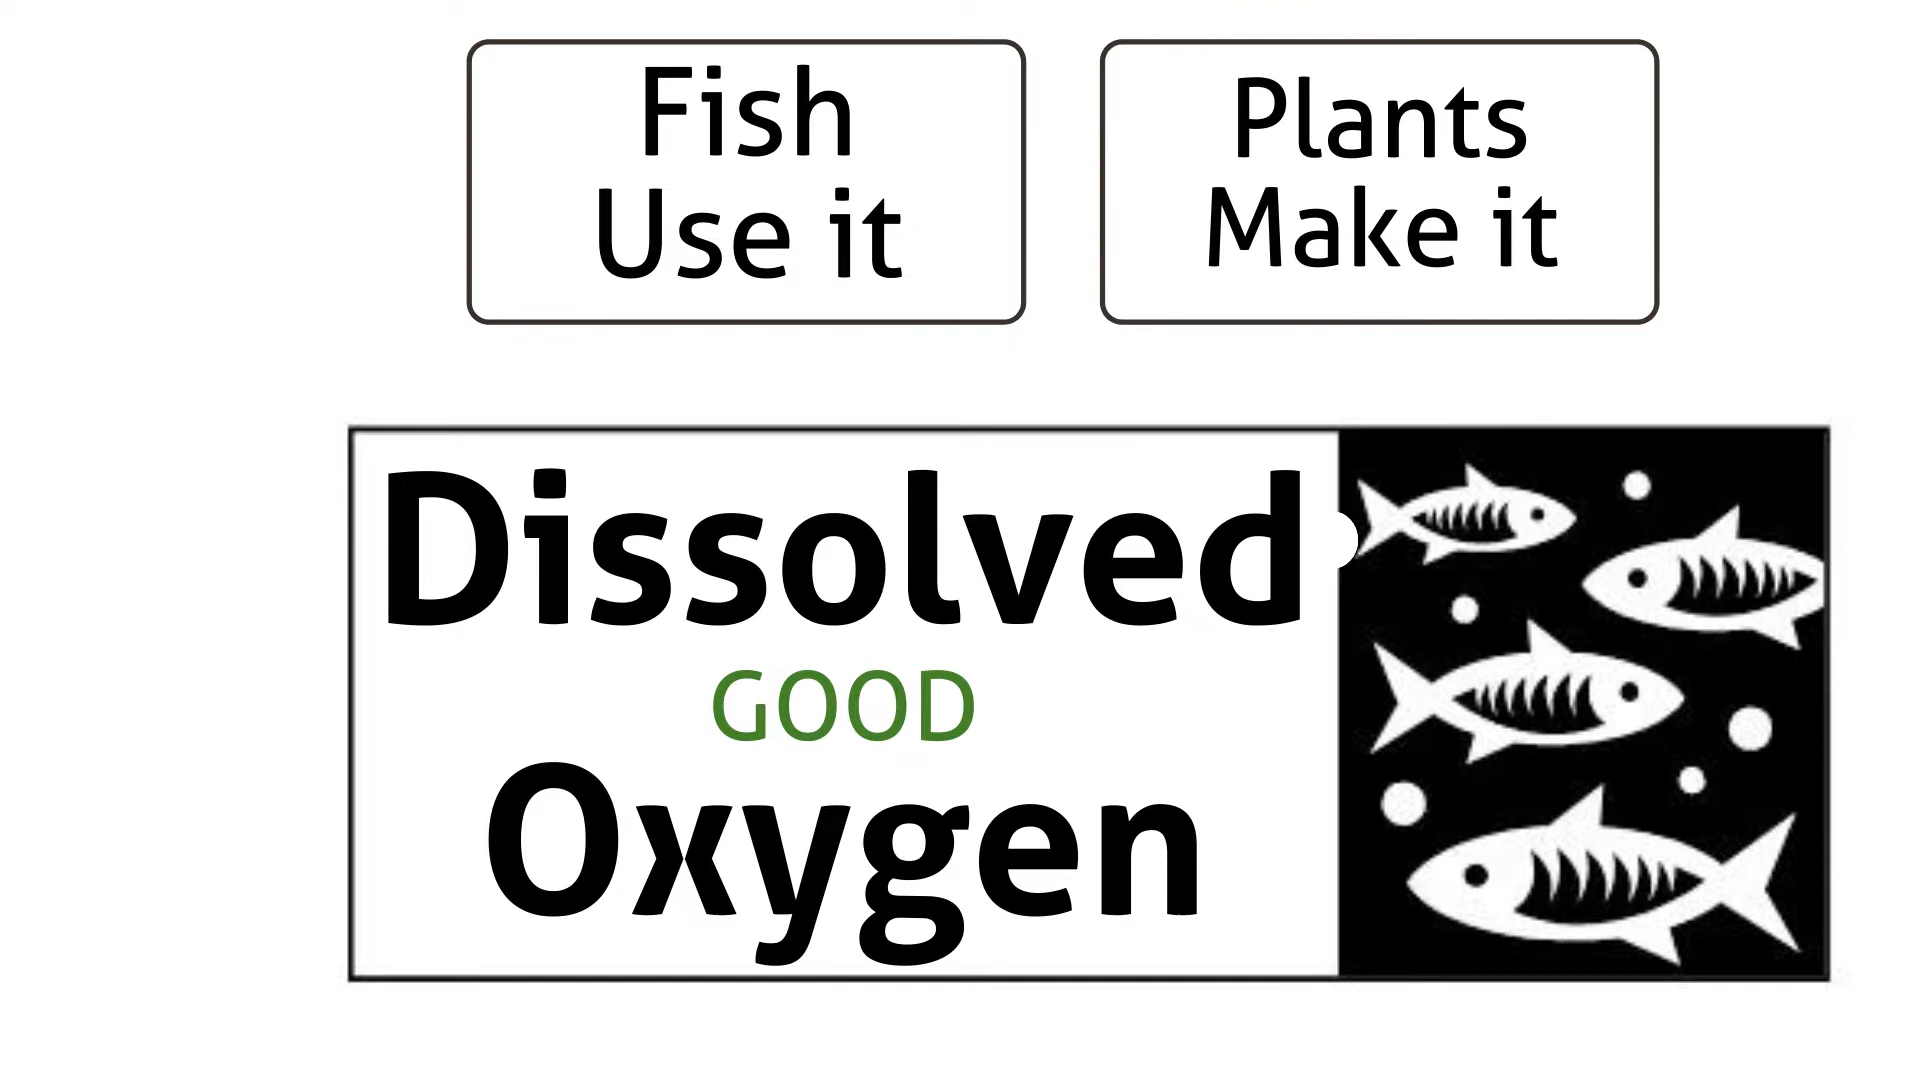 Fish
Use it
Plants
Make it
Dissolved
GOOD
Oxygen